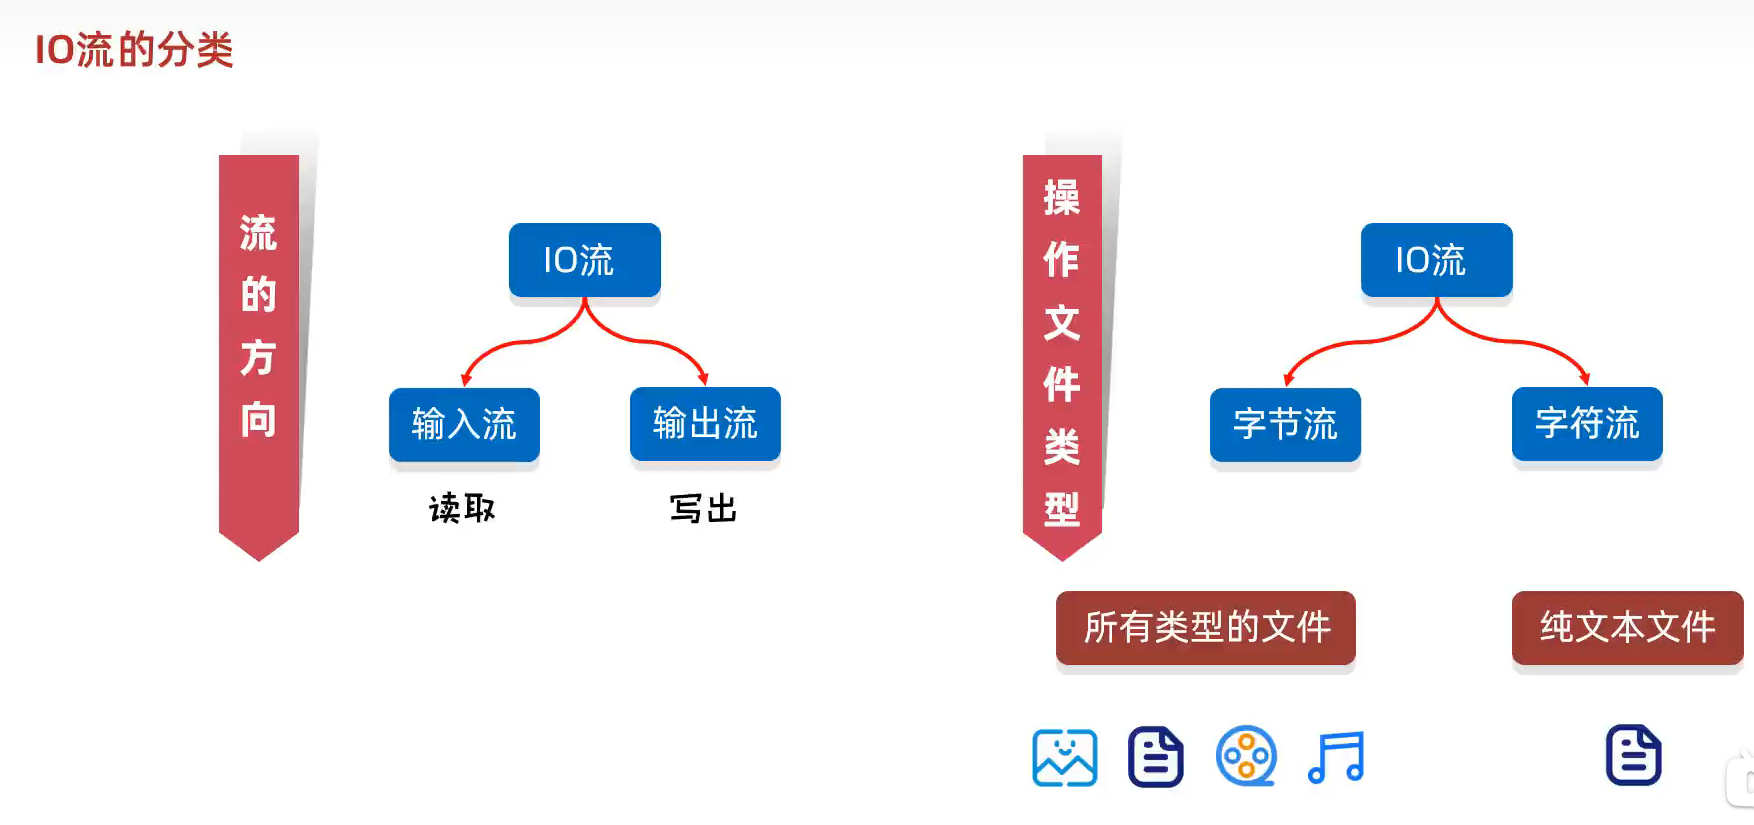 IO流的分类
流的方向
IO流
输入流
输出流
读取
写出
操作文件类型
IO流
字节流
字符流
所有类型的文件
纯文本文件